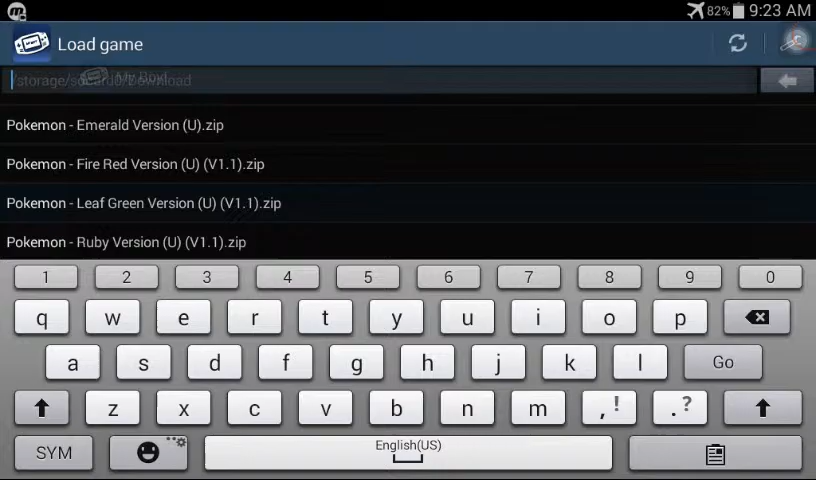 82% 9:23 AM
Load game
/storage/sdcard0/Download
My Boy!
Pokemon - Emerald Version (U).zip
Pokemon - Fire Red Version (U) (V1.1).zip
Pokemon - Leaf Green Version (U) (V1.1).zip
Pokemon - Ruby Version (U) (V1.1).zip
1 2 3 4 5 6 7 8 9 0
q w e r t y u i o p
a s d f g h j k l Go
z x c v b n m , ! . ?
SYM English(US)